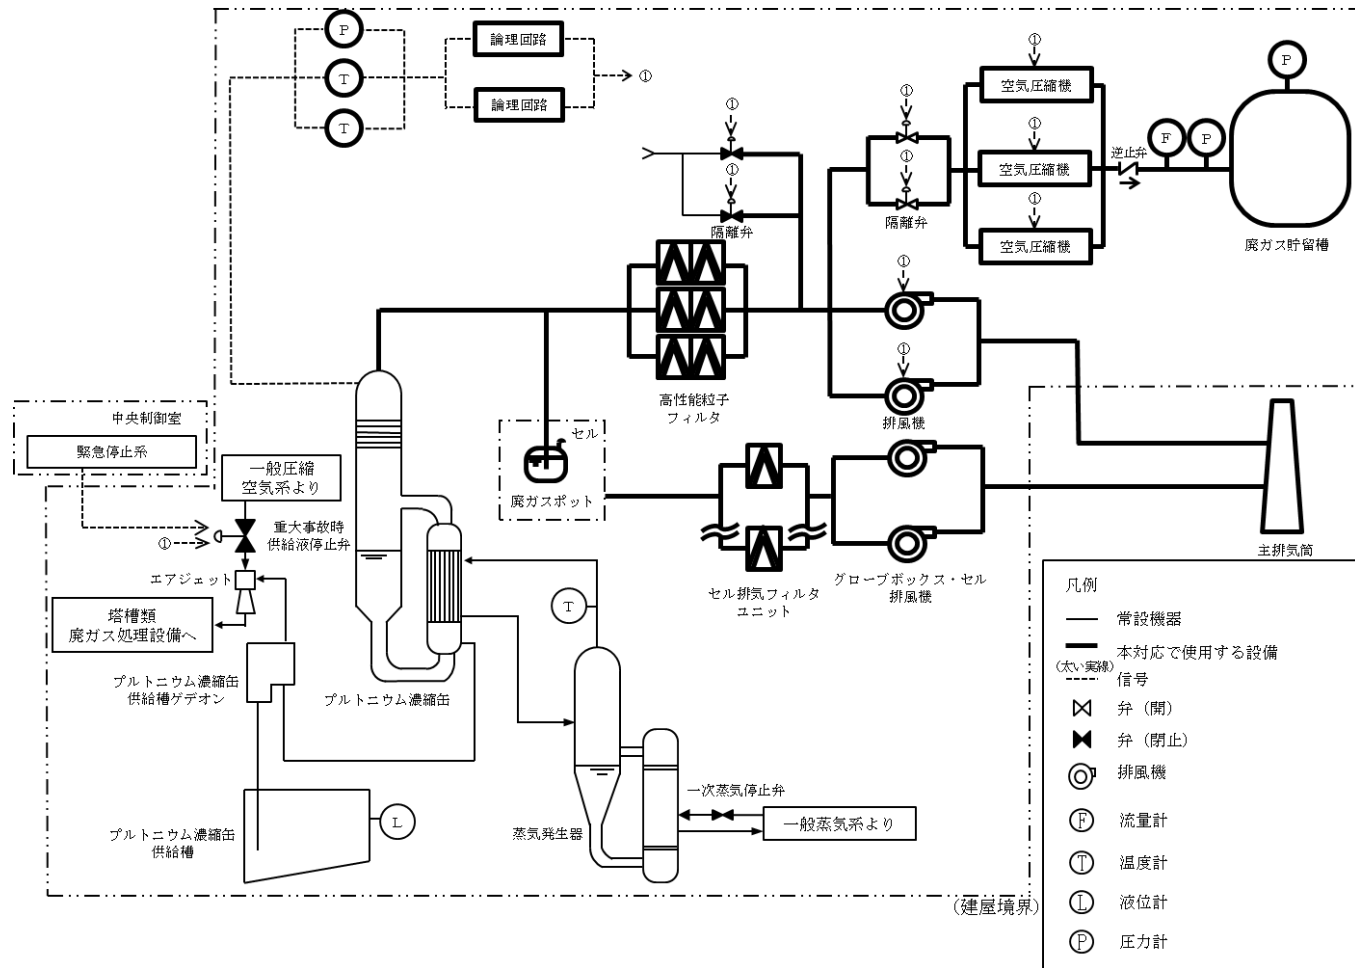 P
T
T
論理回路
論理回路
①
①
①
隔離弁
①
①
隔離弁
①
空気圧縮機
①
空気圧縮機
①
空気圧縮機
逆止弁
F
P
P
廃ガス貯留槽
高性能粒子
フィルタ
①
①
排風機
中央制御室
緊急停止系
一般圧縮
空気系より
重大事故時
供給液停止弁
①
エアジェット
塔槽類
廃ガス処理設備へ
プルトニウム濃縮缶
供給槽ゲデオン
プルトニウム濃縮缶
セル
廃ガスポット
セル排気フィルタ
ユニット
グローブボックス・セル
排風機
主排気筒
T
プルトニウム濃縮缶
供給槽
L
蒸気発生器
一次蒸気停止弁
一般蒸気系より
(建屋境界)
凡例
常設機器
本対応で使用する設備
(太い実線)
信号
弁（開）
弁（閉止）
排風機
F 流量計
T 温度計
L 液位計
P 圧力計